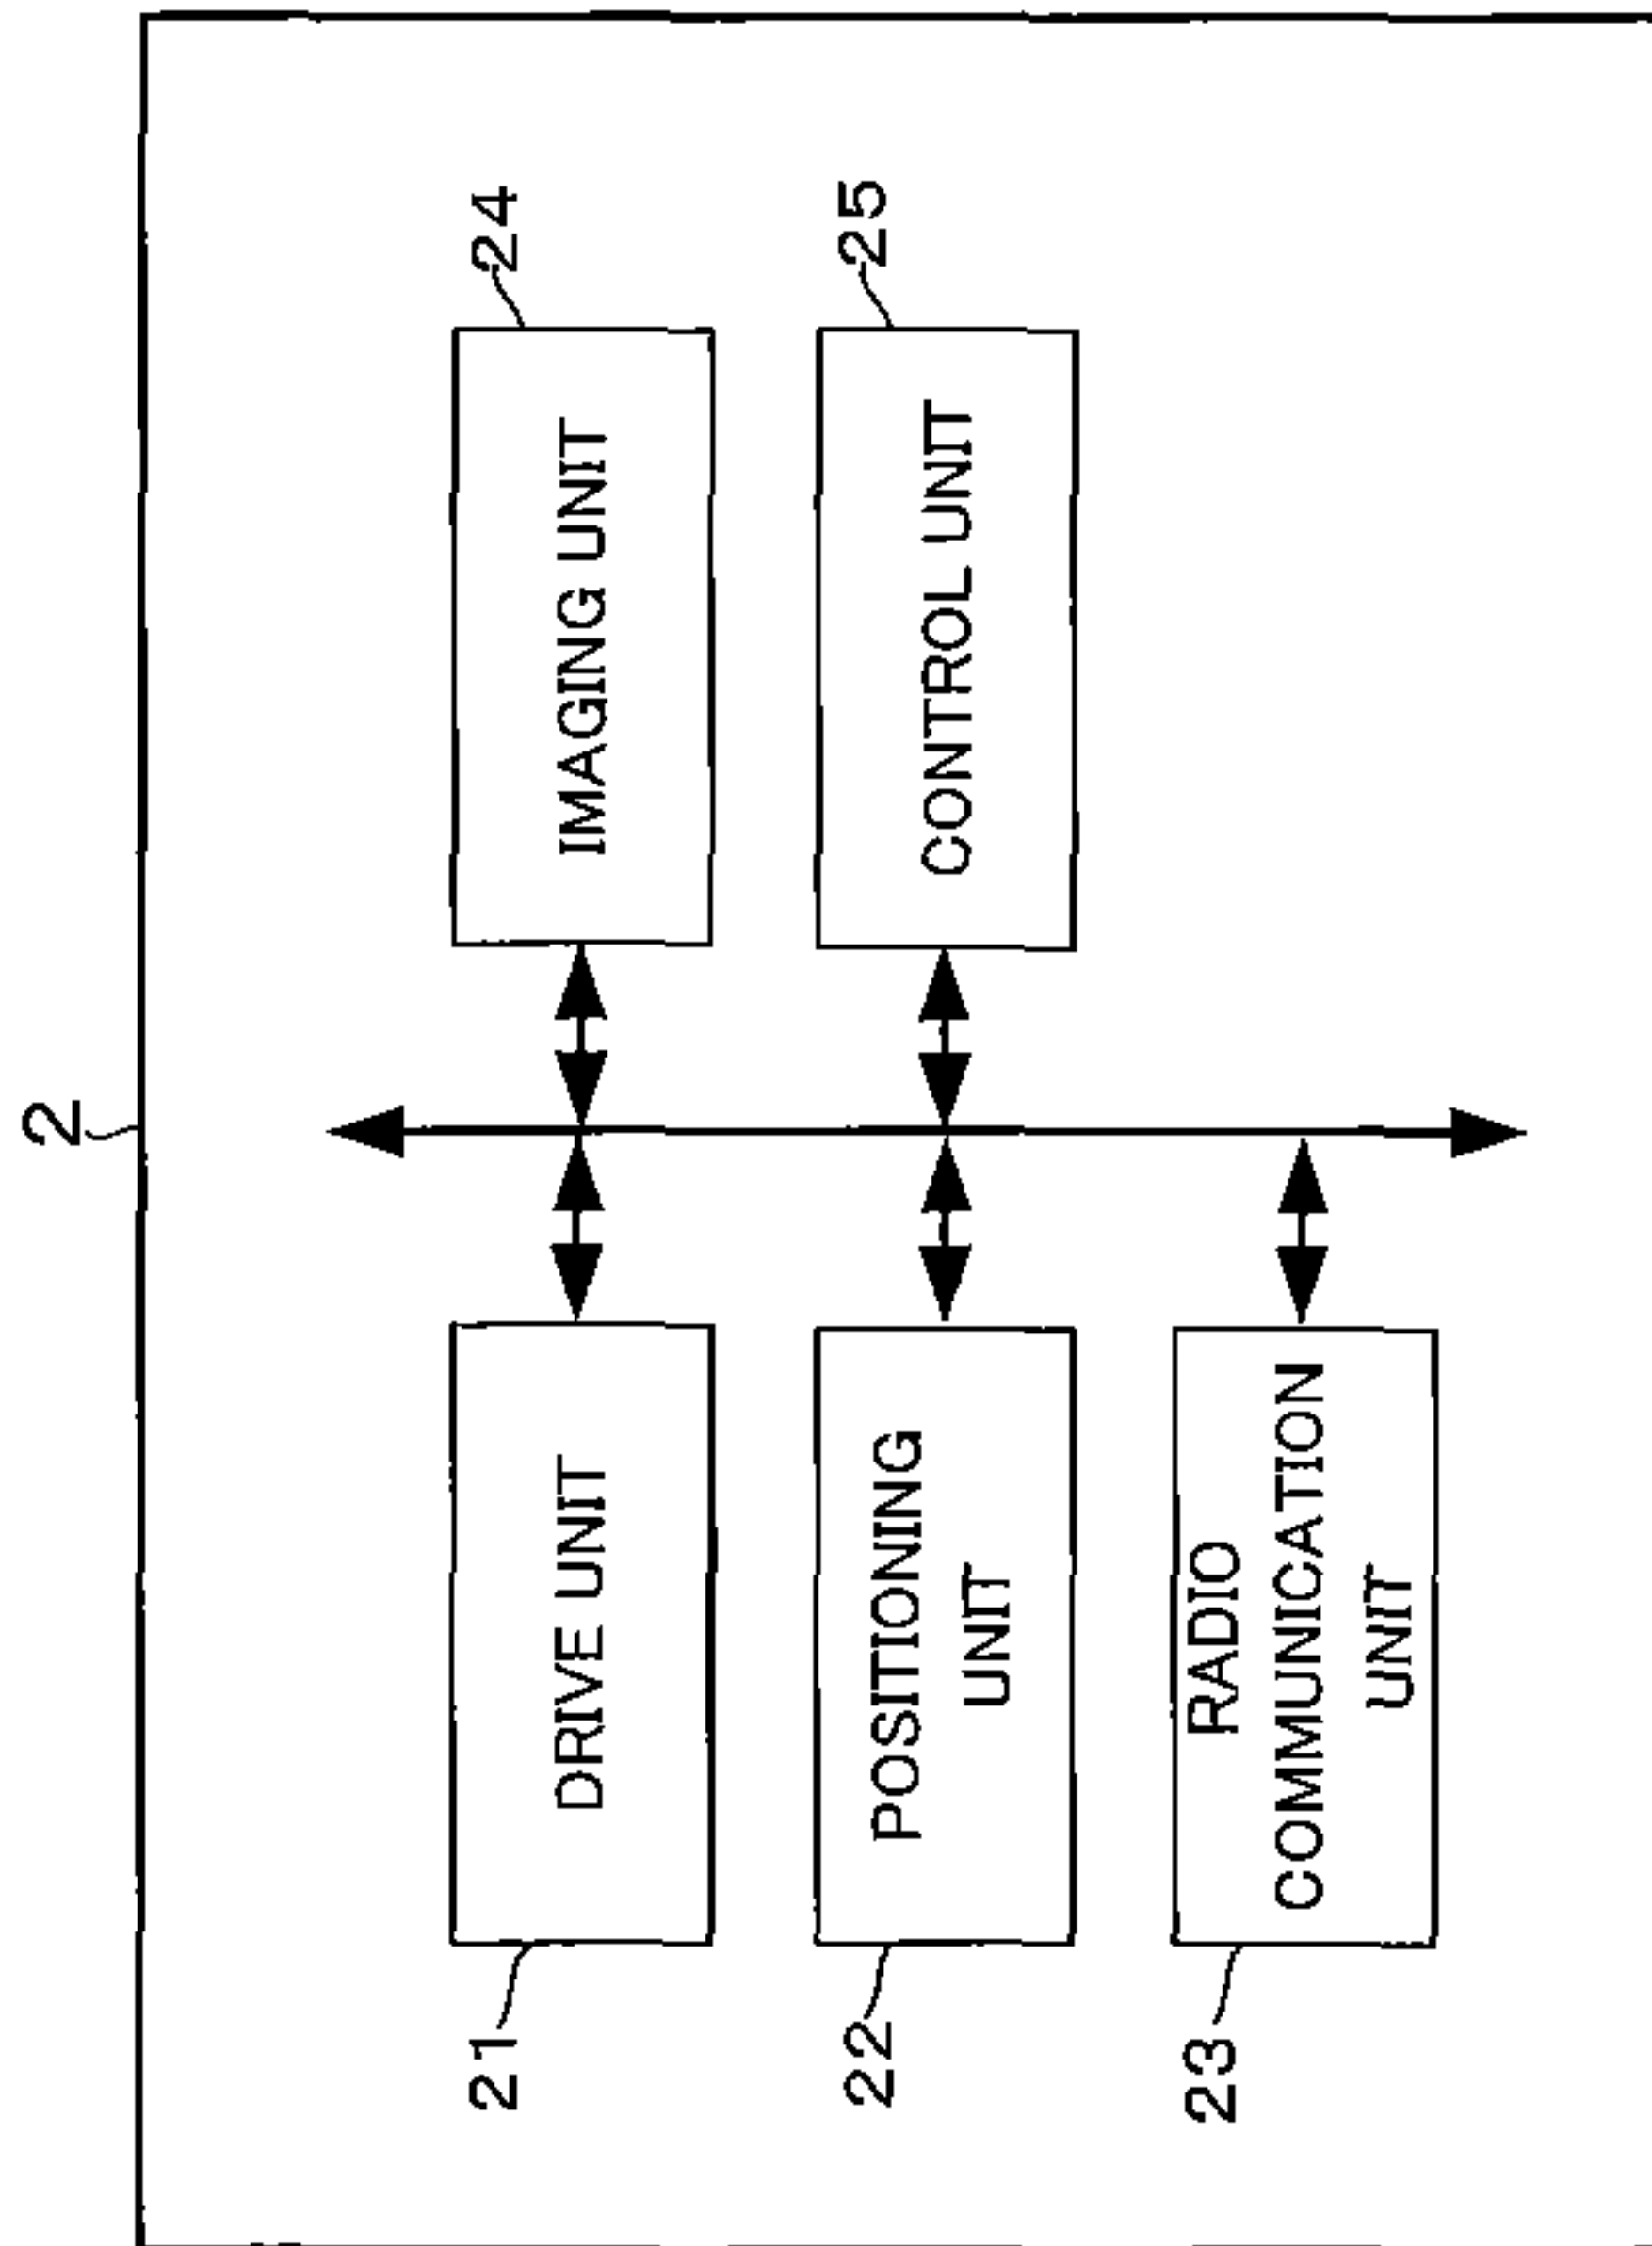 2
21
DRIVE UNIT
IMAGING UNIT
24
22
POSITIONING
UNIT
CONTROL UNIT
25
23
RADIO
COMMUNICATION
UNIT